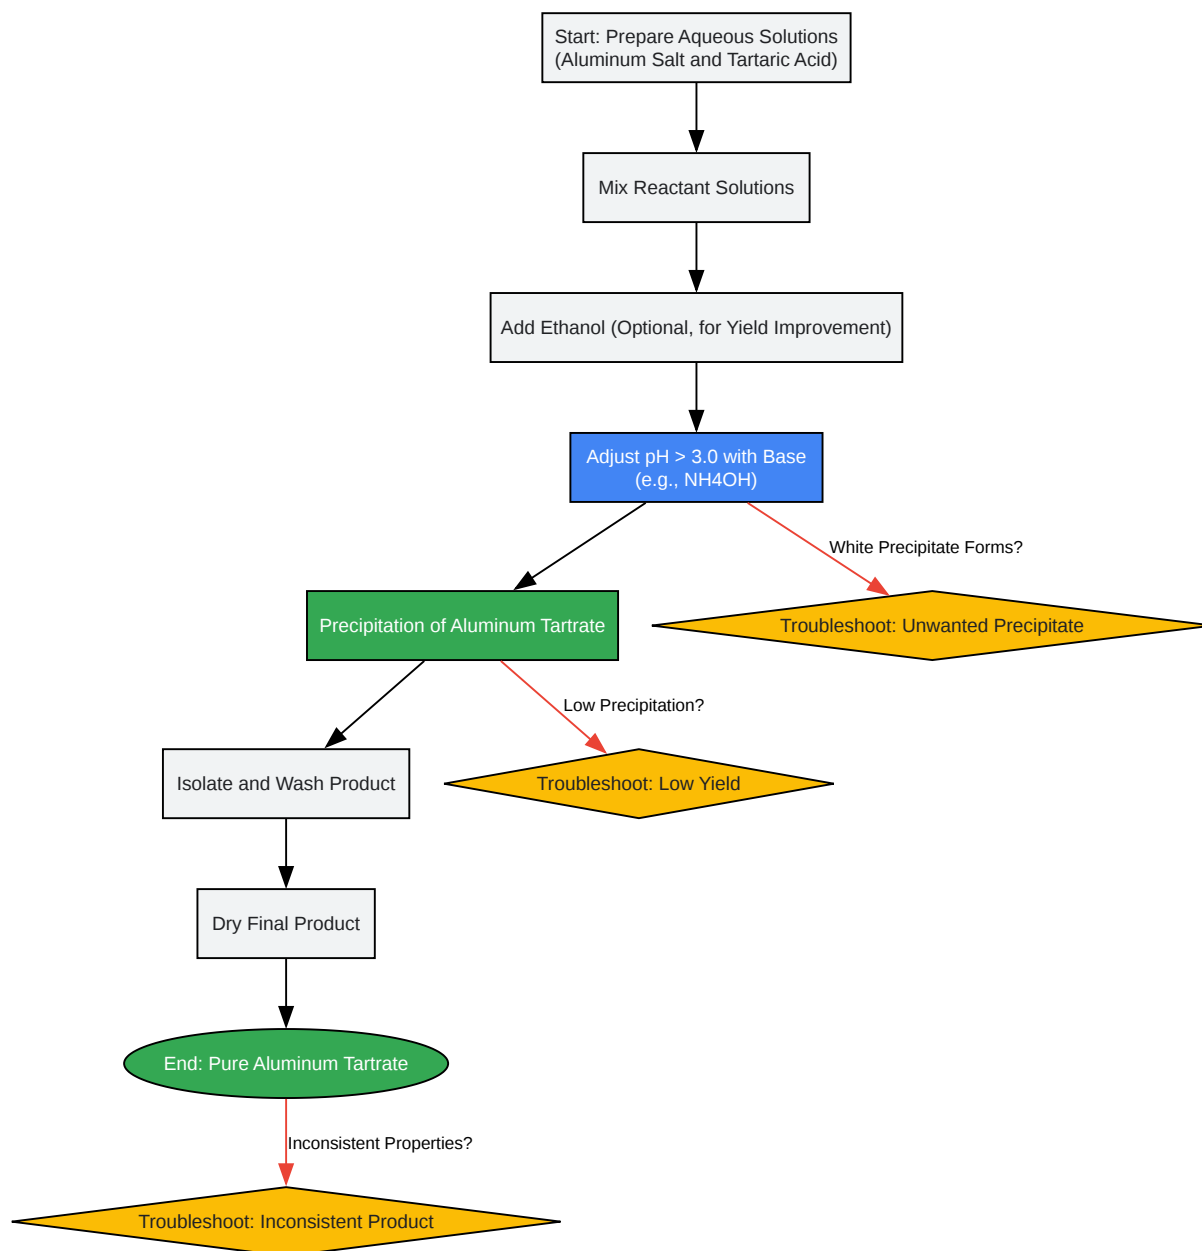 Start: Prepare Aqueous Solutions
(Aluminum Salt and Tartaric Acid)
Mix Reactant Solutions
Add Ethanol (Optional, for Yield Improvement)
Adjust pH > 3.0 with Base
(e.g., NH4OH)
White Precipitate Forms?
Precipitation of Aluminum Tartrate
Troubleshoot: Unwanted Precipitate
Low Precipitation?
Isolate and Wash Product
Troubleshoot: Low Yield
Dry Final Product
End: Pure Aluminum Tartrate
Inconsistent Properties?
Troubleshoot: Inconsistent Product